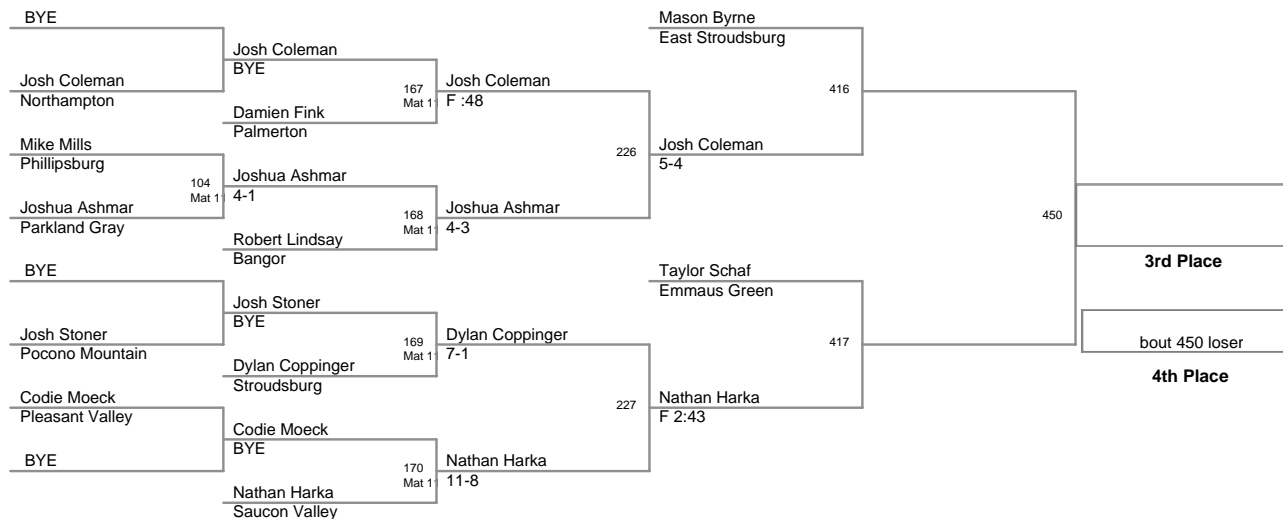 BYE
Josh Coleman
Northampton
Mike Mills
Phillipsburg
104
Mat 11
Joshua Ashmar
Parkland Gray
BYE
Josh Stoner
Pocono Mountain
Codie Moeck
Pleasant Valley
BYE
Josh Coleman
BYE
167
Mat 11
Damien Fink
Palmerton
Joshua Ashmar
4-1
168
Mat 11
Robert Lindsay
Bangor
Josh Stoner
BYE
169
Mat 11
Dylan Coppinger
Stroudsburg
Codie Moeck
BYE
170
Mat 11
Nathan Harka
Saucon Valley
Josh Coleman
F :48
226
Joshua Ashmar
4-3
Dylan Coppinger
7-1
227
Nathan Harka
11-8
Mason Byrne
East Stroudsburg
416
Josh Coleman
5-4
Taylor Schaf
Emmaus Green
417
Nathan Harka
F 2:43
450
3rd Place
bout 450 loser
4th Place